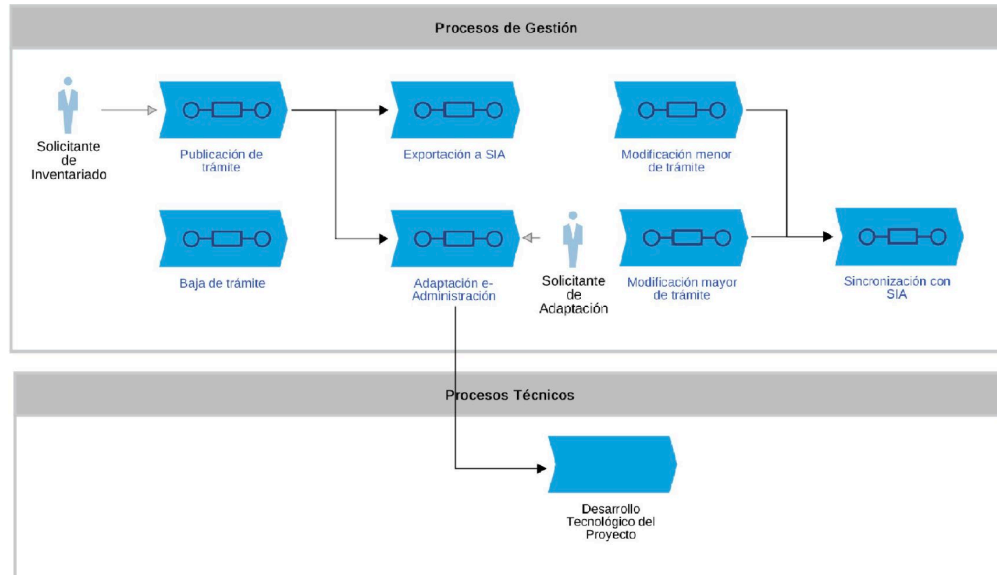 Procesos de Gestión
Solicitante
de
Inventariado
Publicación de
trámite
Exportación a SIA
Modificación menor
de trámite
Baja de trámite
Adaptación e-
Administración
Solicitante
de
Adaptación
Modificación mayor
de trámite
Sincronización con
SIA
Procesos Técnicos
Desarrollo
Tecnológico del
Proyecto